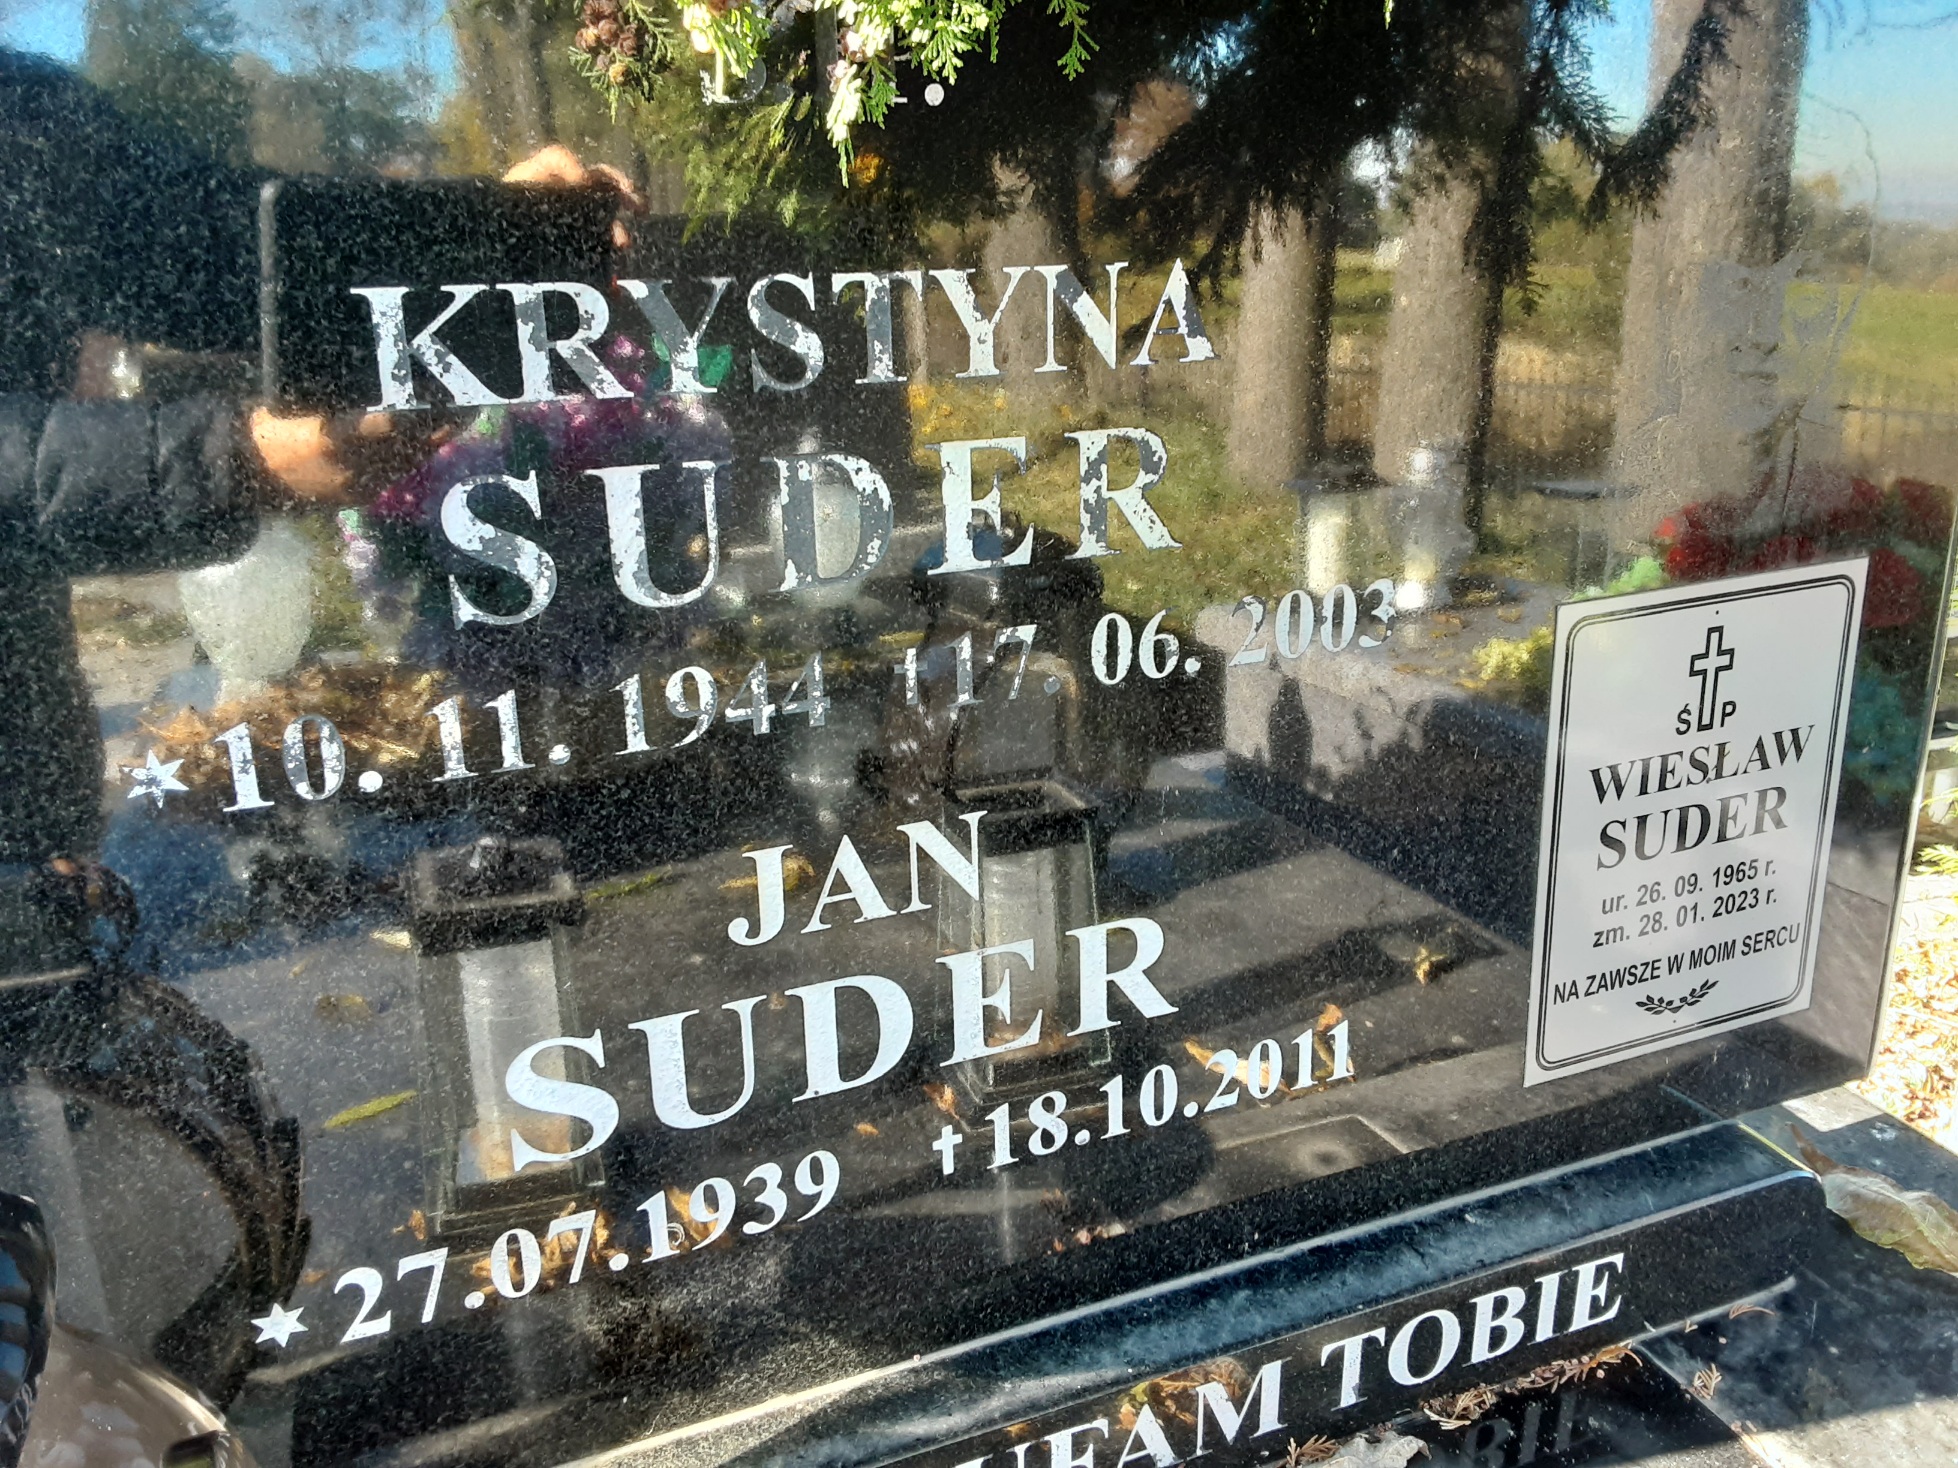 KRYSTYNA
SUDER
* 10. 11. 1944 ✝ 17. 06. 2003
JAN
SUDER
* 27.07.1939 ✝ 18.10.2011
Ś P
WIESŁAW
SUDER
ur. 26. 09. 1965 r.
zm. 28. 01. 2023 r.
NA ZAWSZE W MOIM SERCU
UFAM TOBIE